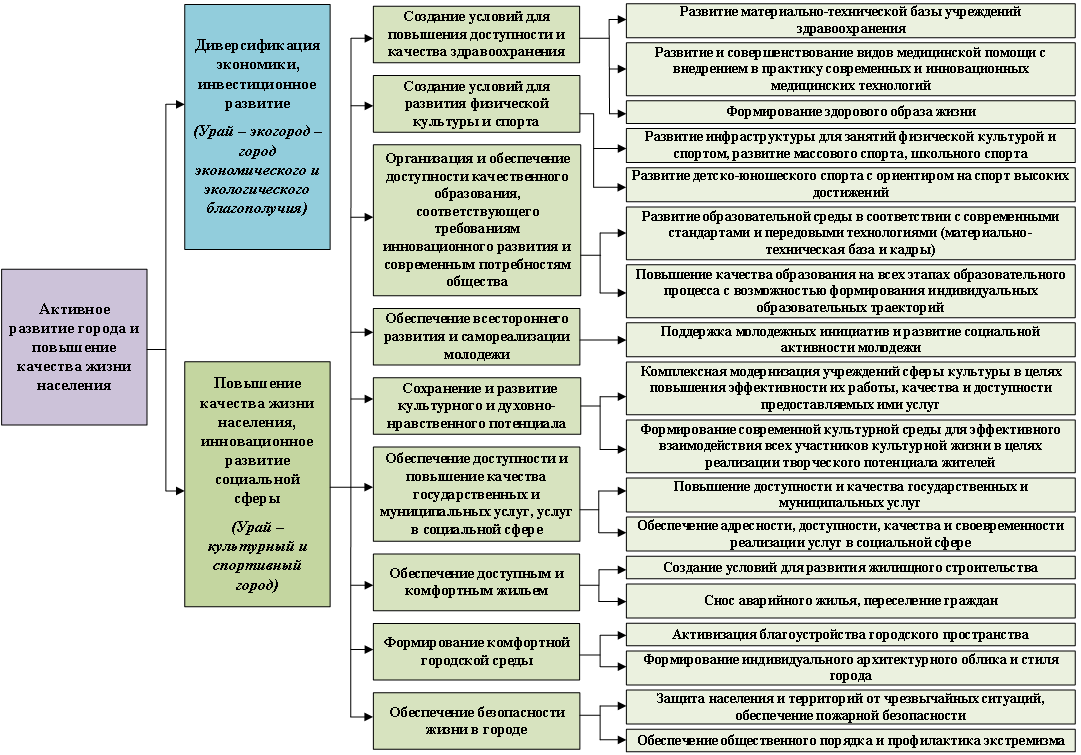 Активное
развитие города и
повышение
качества жизни
населения
Диверсификация
экономики,
инвестиционное
развитие
(Урай – экогород –
город
экономического и
экологического
благополучия)
Повышение
качества жизни
населения,
инновационное
развитие
социальной
сферы
(Урай –
культурный и
спортивный
город)
Создание условий для
повышения доступности и
качества здравоохранения
Создание условий для
развития физической
культуры и спорта
Организация и обеспечение
доступности качественного
образования,
соответствующего
требованиям
инновационного развития и
современным потребностям
общества
Обеспечение всестороннего
развития и самореализации
молодежи
Сохранение и развитие
культурного и духовно-
нравственного потенциала
Обеспечение доступности и
повышение качества
государственных и
муниципальных услуг, услуг
в социальной сфере
Обеспечение доступным и
комфортным жильем
Формирование комфортной
городской среды
Обеспечение безопасности
жизни в городе
Развитие материально-технической базы учреждений
здравоохранения
Развитие и совершенствование видов медицинской помощи с
внедрением в практику современных и инновационных
медицинских технологий
Формирование здорового образа жизни
Развитие инфраструктуры для занятий физической культурой и
спортом, развитие массового спорта, школьного спорта
Развитие детско-юношеского спорта с ориентиром на спорт высоких
достижений
Развитие образовательной среды в соответствии с современными
стандартами и передовыми технологиями (материально-
техническая база и кадры)
Повышение качества образования на всех этапах образовательного
процесса с возможностью формирования индивидуальных
образовательных траекторий
Поддержка молодежных инициатив и развитие социальной
активности молодежи
Комплексная модернизация учреждений сферы культуры в целях
повышения эффективности их работы, качества и доступности
предоставляемых ими услуг
Формирование современной культурной среды для эффективного
взаимодействия всех участников культурной жизни в целях
реализации творческого потенциала жителей
Повышение доступности и качества государственных и
муниципальных услуг
Обеспечение адресности, доступности, качества и своевременности
реализации услуг в социальной сфере
Создание условий для развития жилищного строительства
Снос аварийного жилья, переселение граждан
Активизация благоустройства городского пространства
Формирование индивидуального архитектурного облика и стиля
города
Защита населения и территорий от чрезвычайных ситуаций,
обеспечение пожарной безопасности
Обеспечение общественного порядка и профилактика экстремизма